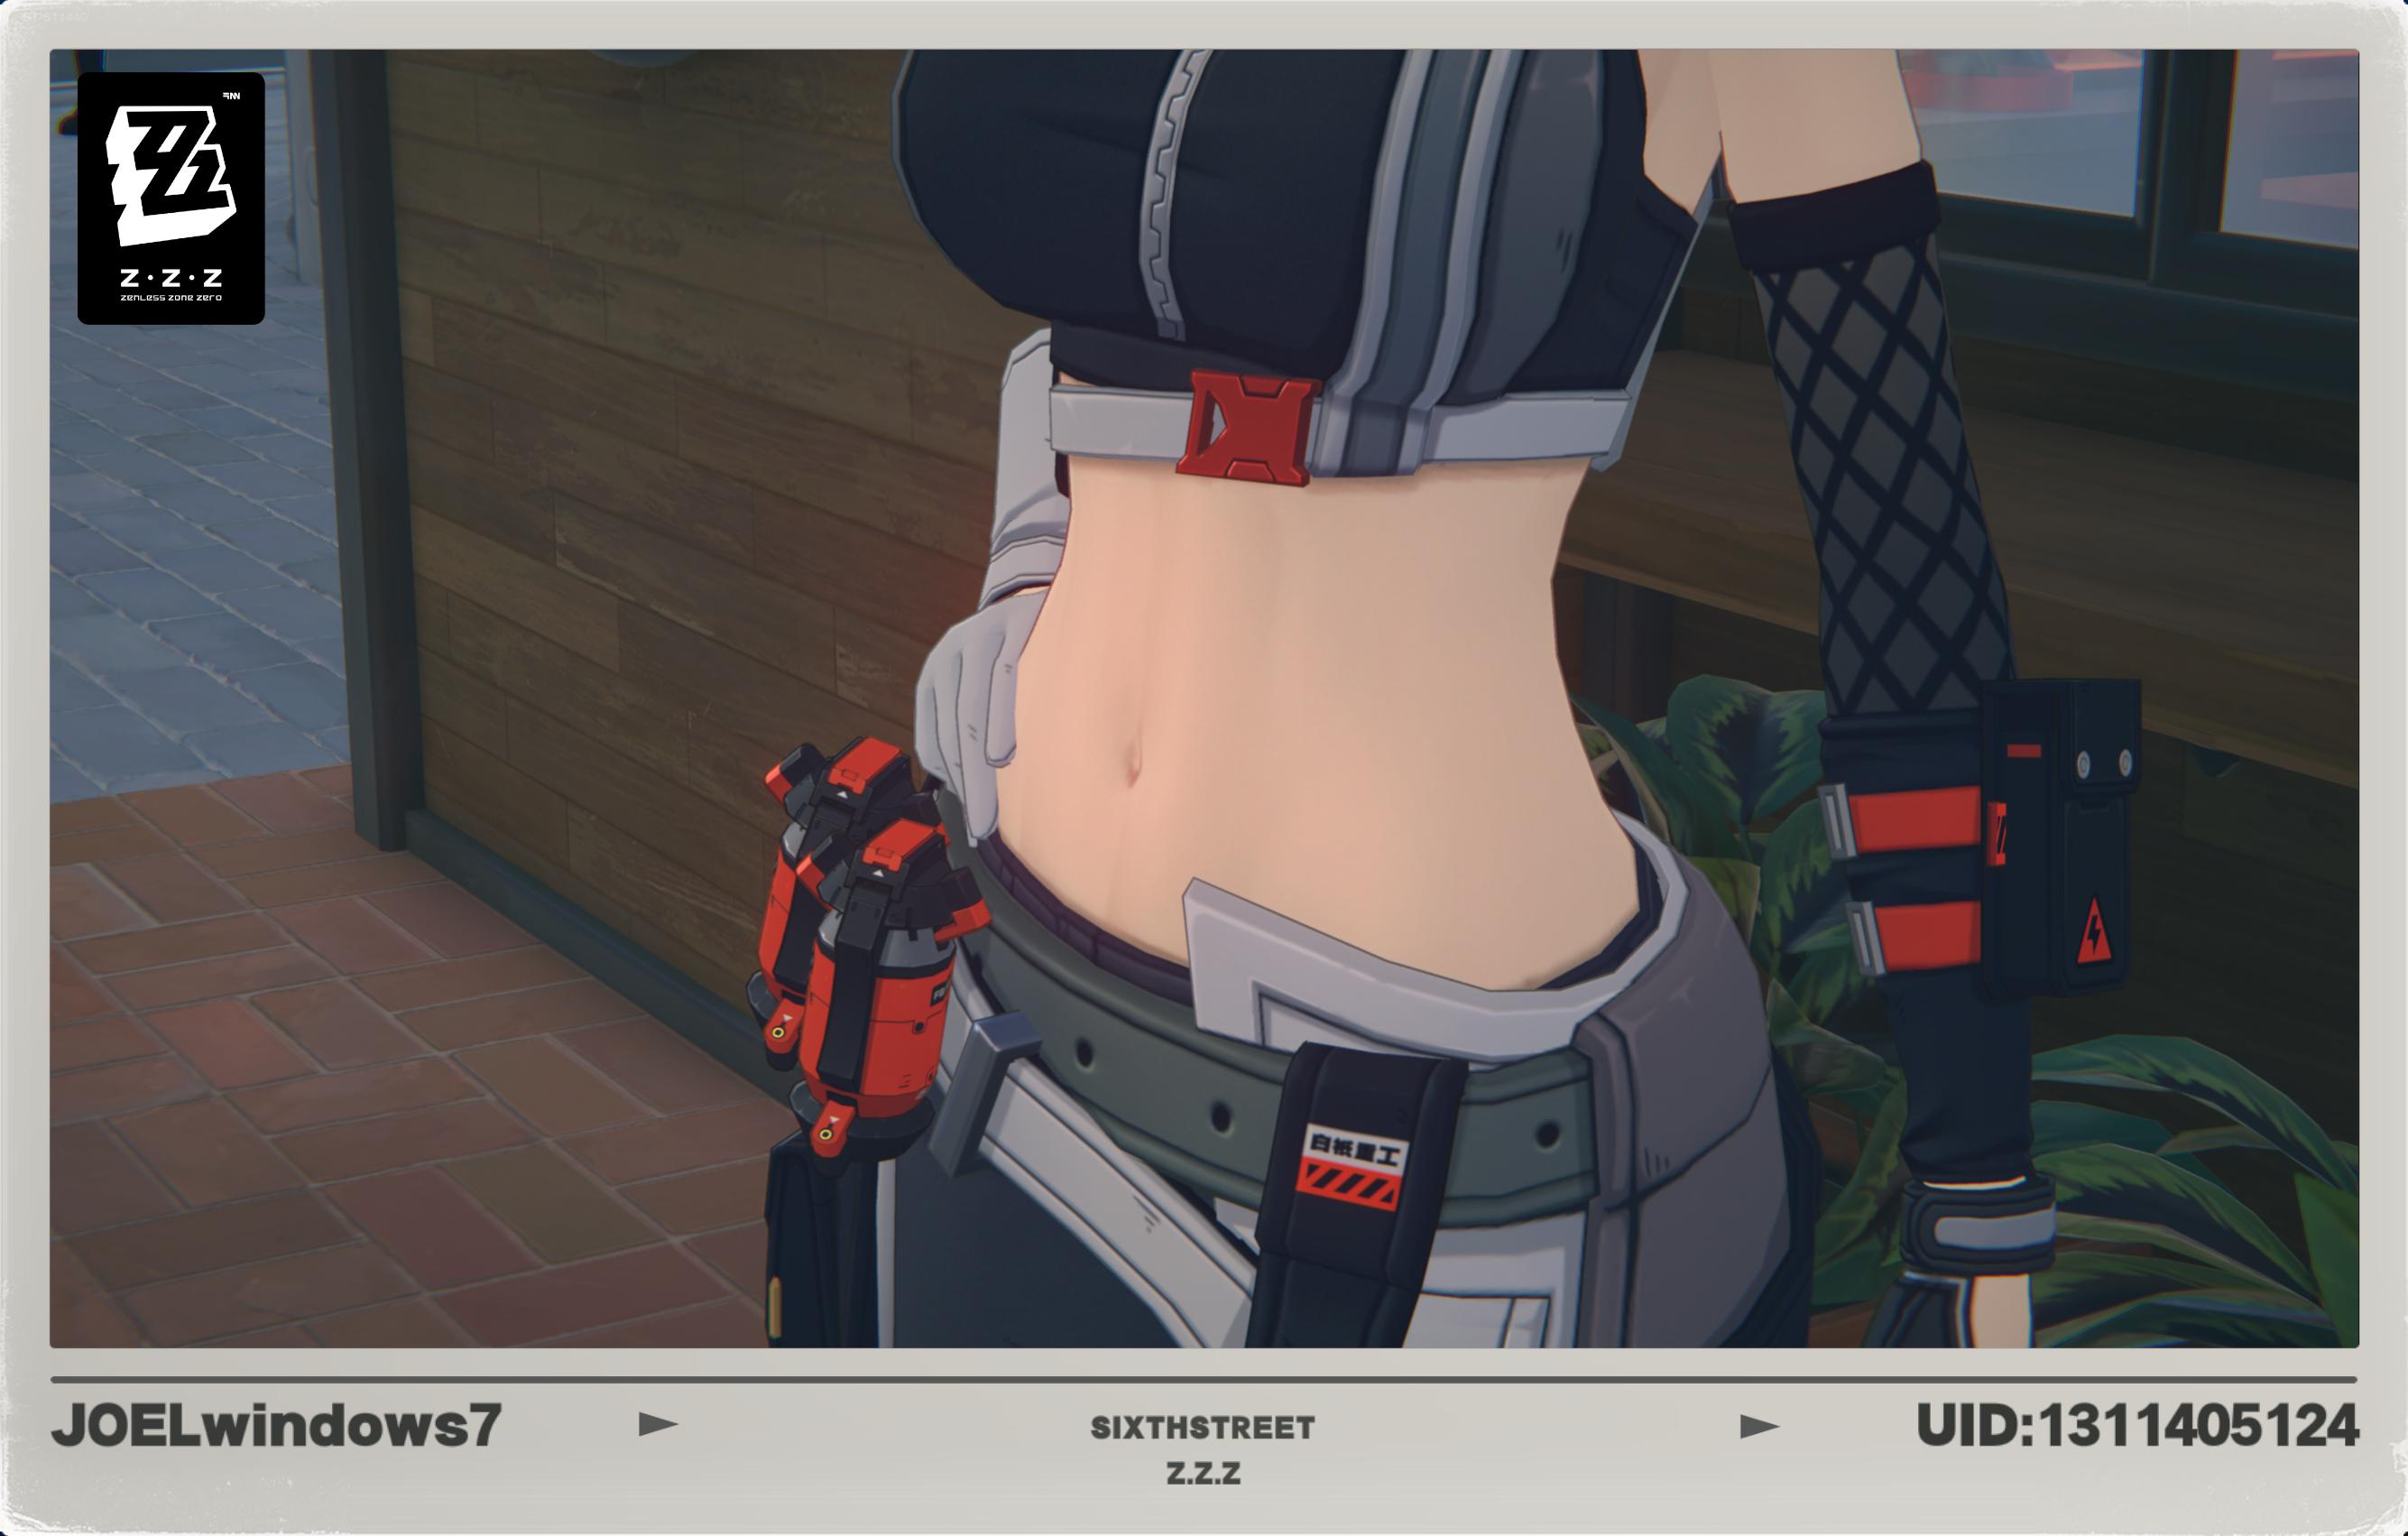 Z·Z·Z
ZENLESS ZONE ZERO
白祇重工
JOELwindows7
SIXTHSTREET
UID:1311405124
Z.Z.Z